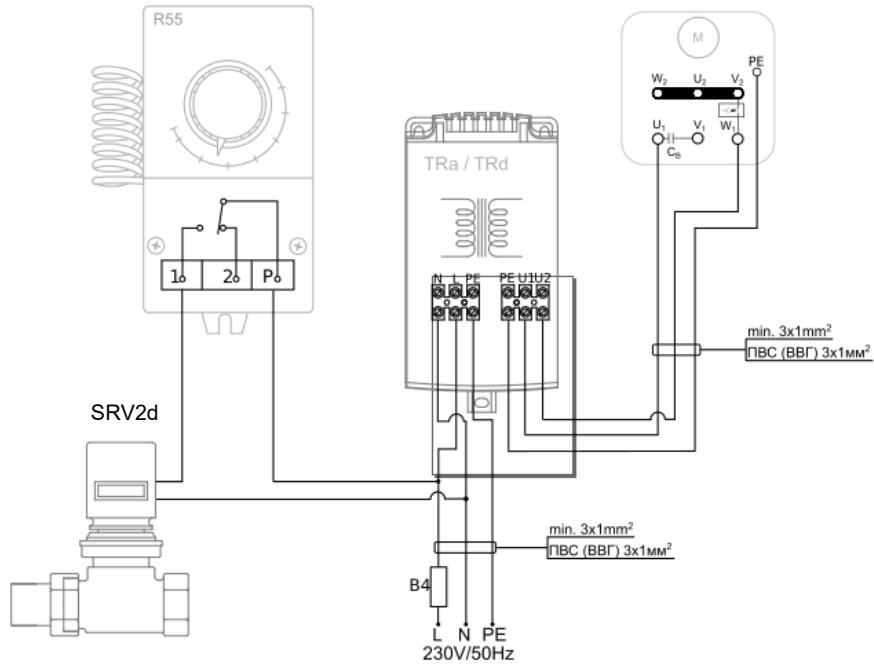 R55
M
PE
W₂ U₂ V₂
U₁ V₁ W₁
C_B
TRa / TRd
1 2 P
N L PE PE U1 U2
min. 3x1mm²
ПВС (ВВГ) 3x1мм²
SRV2d
min. 3x1mm²
ПВС (ВВГ) 3x1мм²
B4
L N PE
230V/50Hz